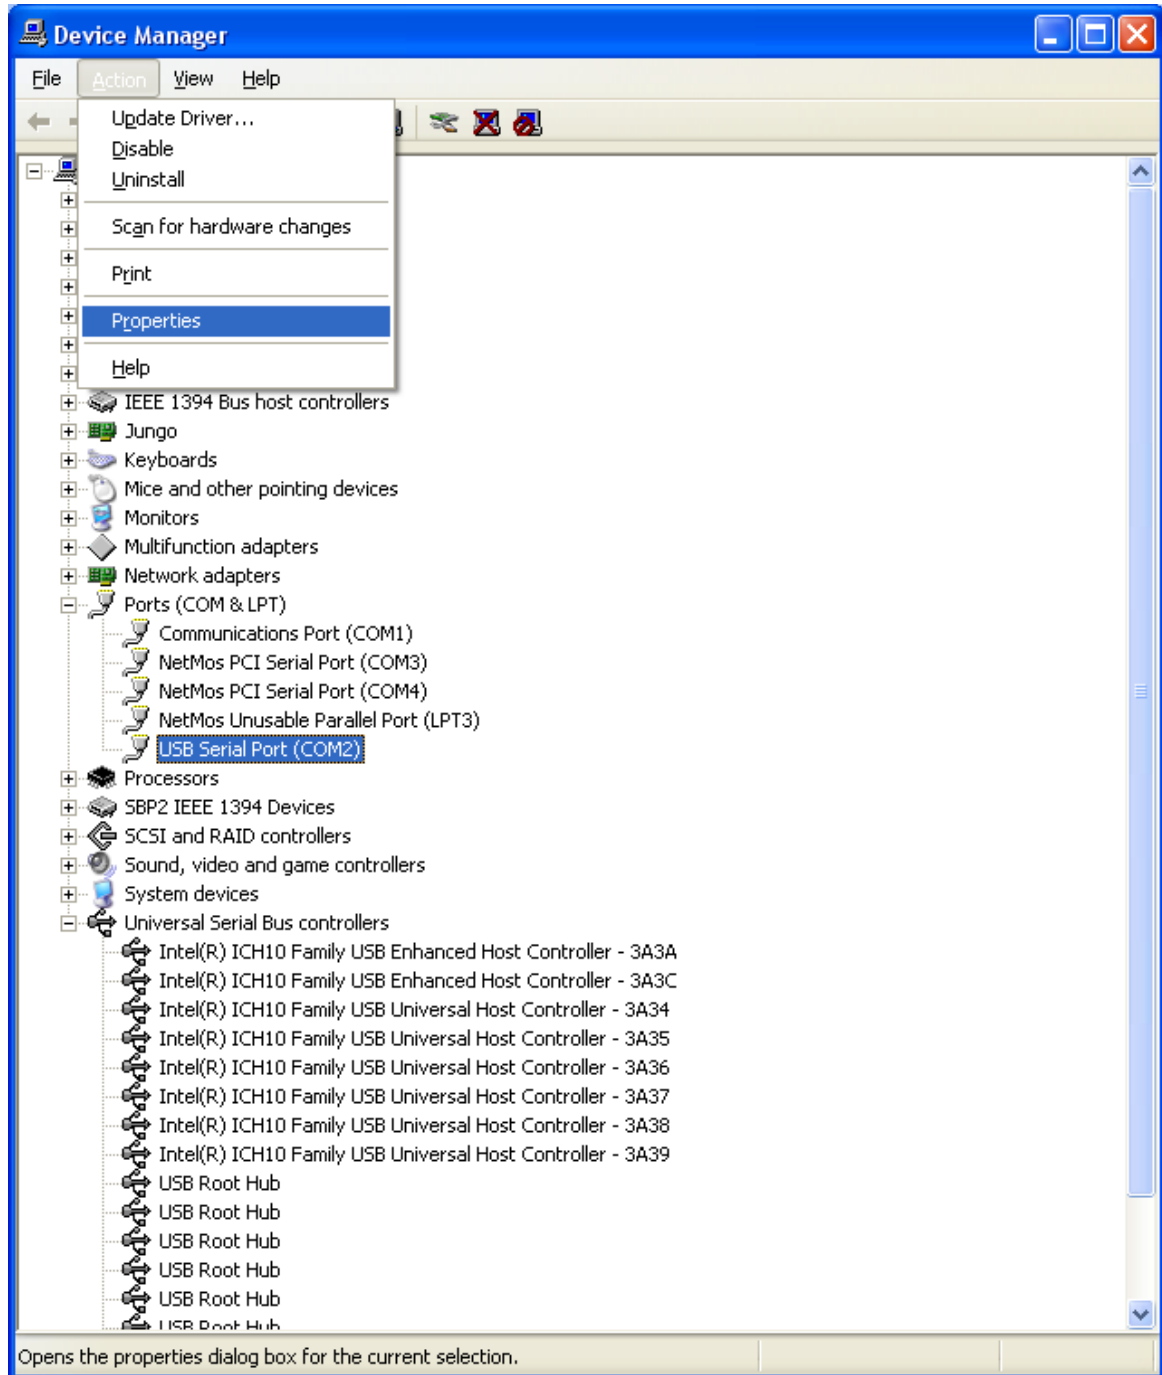 Device Manager
File Action View Help
Update Driver...
Disable
Uninstall
Scan for hardware changes
Print
Properties
Help
IEEE 1394 Bus host controllers
Jungo
Keyboards
Mice and other pointing devices
Monitors
Multifunction adapters
Network adapters
Ports (COM & LPT)
Communications Port (COM1)
NetMos PCI Serial Port (COM3)
NetMos PCI Serial Port (COM4)
NetMos Unusable Parallel Port (LPT3)
USB Serial Port (COM2)
Processors
SBP2 IEEE 1394 Devices
SCSI and RAID controllers
Sound, video and game controllers
System devices
Universal Serial Bus controllers
Intel(R) ICH10 Family USB Enhanced Host Controller - 3A3A
Intel(R) ICH10 Family USB Enhanced Host Controller - 3A3C
Intel(R) ICH10 Family USB Universal Host Controller - 3A34
Intel(R) ICH10 Family USB Universal Host Controller - 3A35
Intel(R) ICH10 Family USB Universal Host Controller - 3A36
Intel(R) ICH10 Family USB Universal Host Controller - 3A37
Intel(R) ICH10 Family USB Universal Host Controller - 3A38
Intel(R) ICH10 Family USB Universal Host Controller - 3A39
USB Root Hub
USB Root Hub
USB Root Hub
USB Root Hub
USB Root Hub
USB Root Hub
Opens the properties dialog box for the current selection.